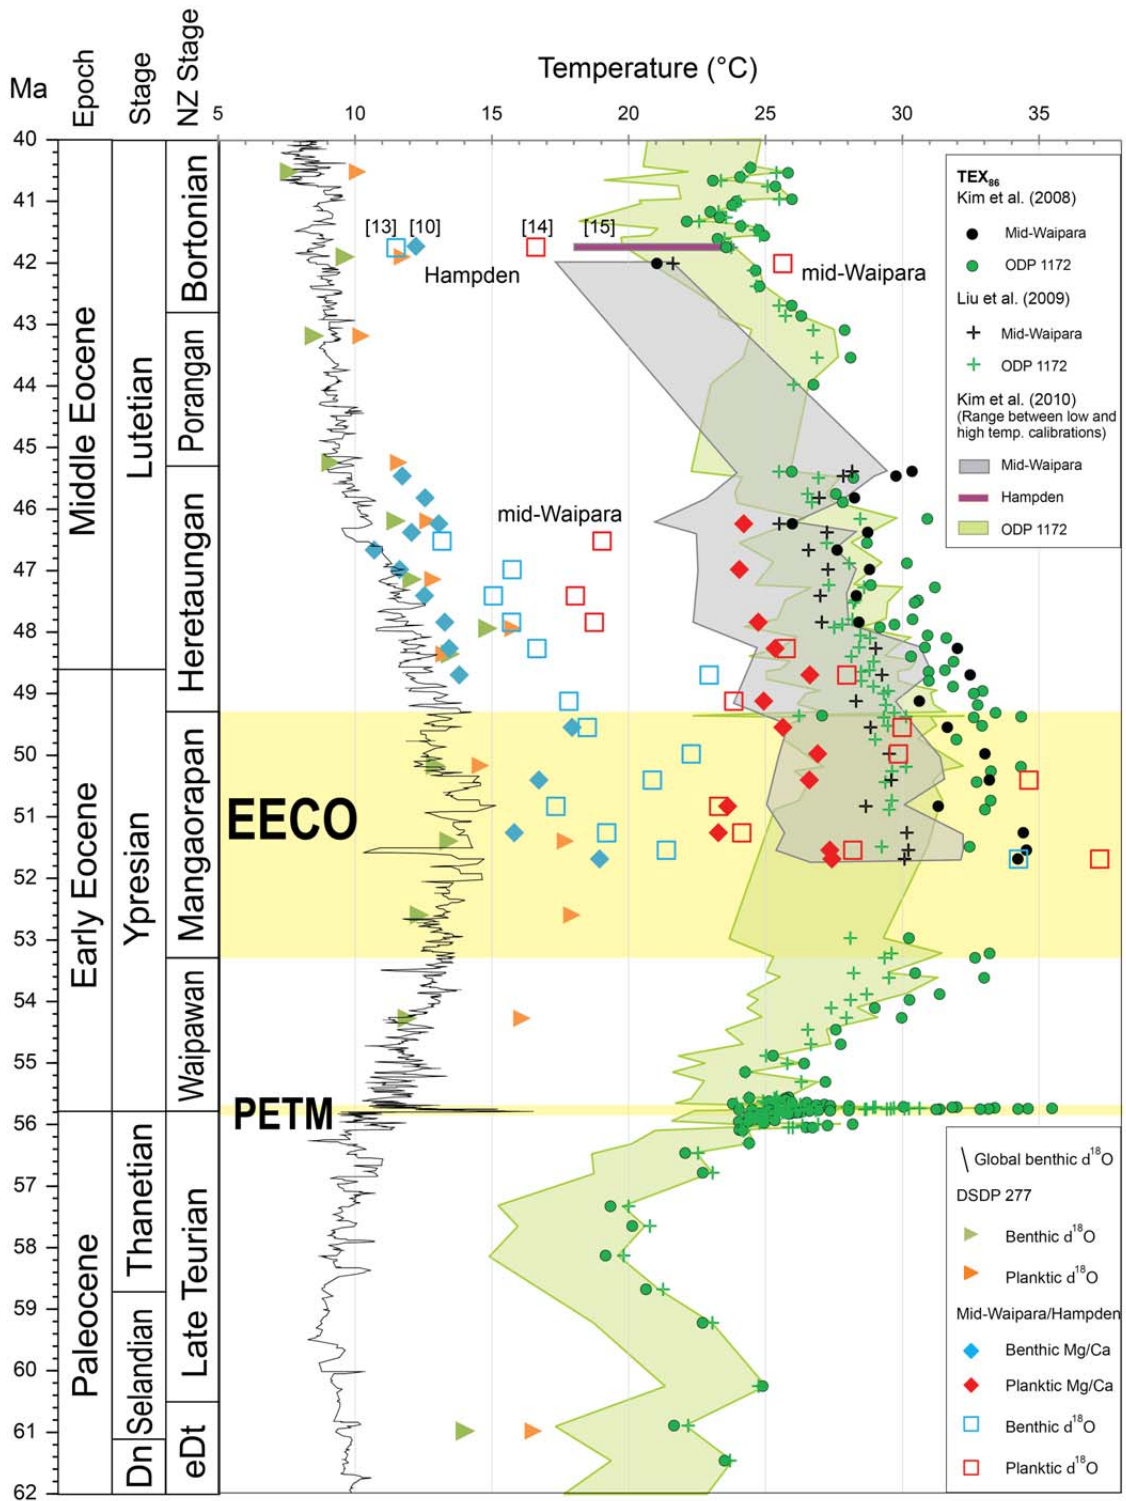 Temperature (°C)
Ma
Epoch
Stage
NZ Stage
5 10 15 20 25 30 35
40
41
42
43
44
45
46
47
48
49
50
51
52
53
54
55
56
57
58
59
60
61
62
Middle Eocene
Early Eocene
Paleocene
Lutetian
Ypresian
Thanetian
Selandian
Dn
Bortonian
Porangan
Heretaungan
Mangaorapan
Waipawan
Late Teurian
eDt
[13] [10] [14] [15]
Hampden
mid-Waipara
mid-Waipara
EECO
PETM
TEX86
Kim et al. (2008)
Mid-Waipara
ODP 1172
Liu et al. (2009)
Mid-Waipara
ODP 1172
Kim et al. (2010)
(Range between low and
high temp. calibrations)
Mid-Waipara
Hampden
ODP 1172
Global benthic d18O
DSDP 277
Benthic d18O
Planktic d18O
Mid-Waipara/Hampden
Benthic Mg/Ca
Planktic Mg/Ca
Benthic d18O
Planktic d18O